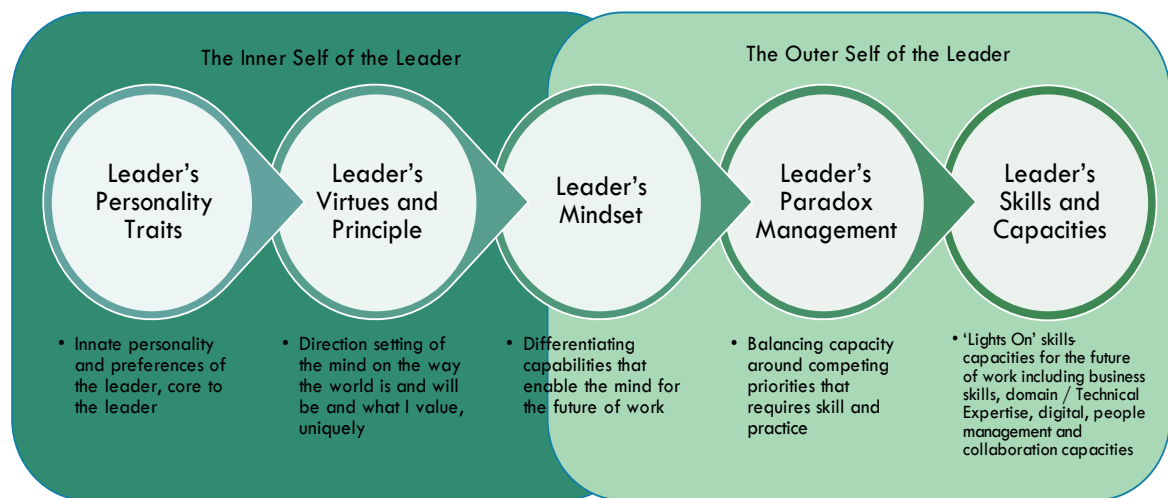 The Inner Self of the Leader
The Outer Self of the Leader
Leader's
Personality
Traits
Leader's
Virtues and
Principle
Leader's
Mindset
Leader's
Paradox
Management
Leader's
Skills and
Capacities
• Innate personality
and preferences of
the leader, core to
the leader
• Direction setting of
the mind on the way
the world is and will
be and what I value,
uniquely
• Differentiating
capabilities that
enable the mind for
the future of work
• Balancing capacity
around competing
priorities that
requires skill and
practice
• 'Lights On' skills-
capacities for the future
of work including business
skills, domain / Technical
Expertise, digital, people
management and
collaboration capacities